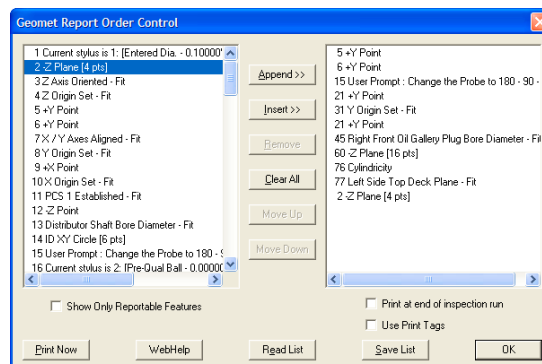 Geomet Report Order Control
1 Current stylus is 1: [Entered Dia. - 0.10000"
2 -Z Plane [4 pts]
3 Z Axis Oriented - Fit
4 Z Origin Set - Fit
5 +Y Point
6 +Y Point
7 X / Y Axes Aligned - Fit
8 Y Origin Set - Fit
9 +X Point
10 X Origin Set - Fit
11 PCS 1 Established - Fit
12 -Z Point
13 Distributor Shaft Bore Diameter - Fit
14 ID XY Circle [6 pts]
15 User Prompt : Change the Probe to 180 -
16 Current stylus is 2: [Pre-Qual Ball - 0.0000
Show Only Reportable Features
Append >>
Insert >>
Remove
Clear All
Move Up
Move Down
5 +Y Point
6 +Y Point
15 User Prompt : Change the Probe to 180 - 90 -
21 +Y Point
31 Y Origin Set - Fit
21 +Y Point
45 Right Front Oil Gallery Plug Bore Diameter - Fit
60 -Z Plane [16 pts]
76 Cylindricity
77 Left Side Top Deck Plane - Fit
2 -Z Plane [4 pts]
Print at end of inspection run
Use Print Tags
Print Now
WebHelp
Read List
Save List
OK